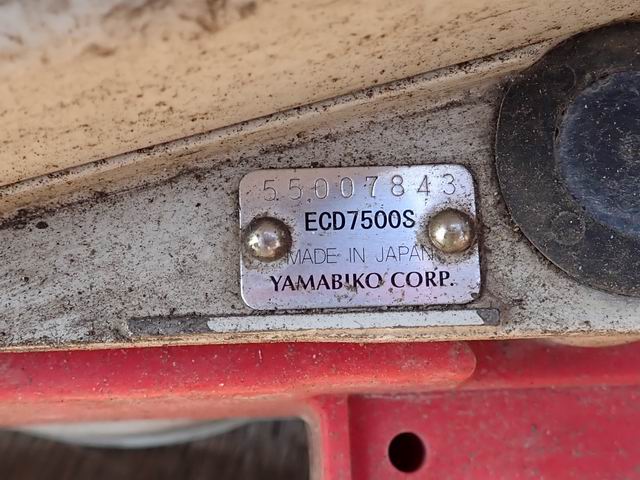 55007843
ECD7500S
MADE IN JAPAN
YAMABIKO CORP.